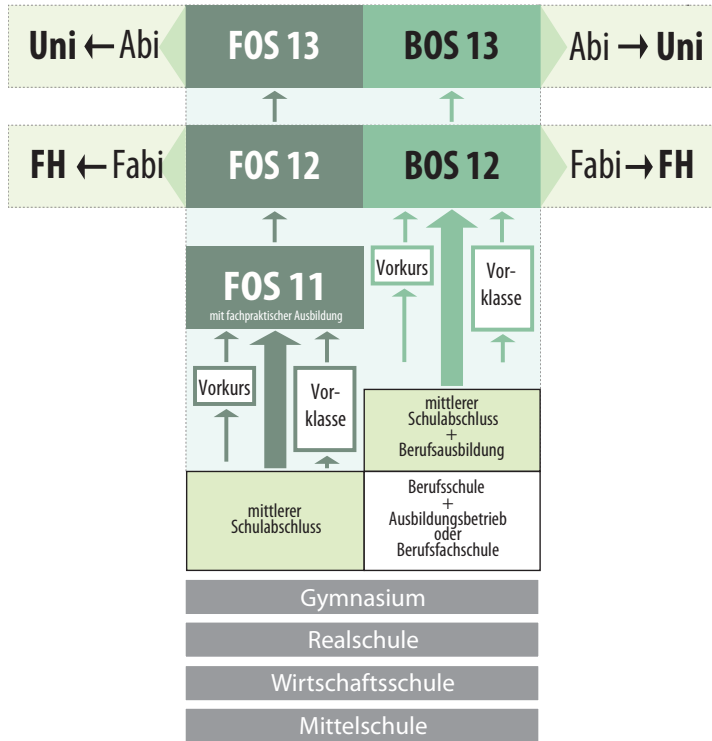 Uni ← Abi
FOS 13
BOS 13
Abi → Uni
FH ← Fabi
FOS 12
BOS 12
Fabi → FH
FOS 11
mit fachpraktischer Ausbildung
Vorkurs
Vor-
klasse
Vorkurs
Vor-
klasse
mittlerer
Schulabschluss
+
Berufsausbildung
mittlerer
Schulabschluss
Berufsschule
+
Ausbildungsbetrieb
oder
Berufsfachschule
Gymnasium
Realschule
Wirtschaftsschule
Mittelschule